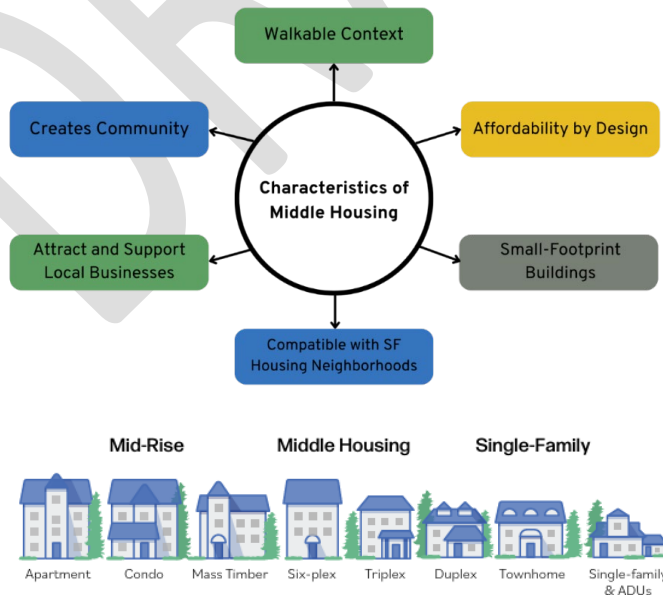 Walkable Context
Creates Community
Affordability by Design
Characteristics of
Middle Housing
Attract and Support
Local Businesses
Small-Footprint
Buildings
Compatible with SF
Housing Neighborhoods
Mid-Rise
Middle Housing
Single-Family
Apartment
Condo
Mass Timber
Six-plex
Triplex
Duplex
Townhome
Single-family
& ADUs